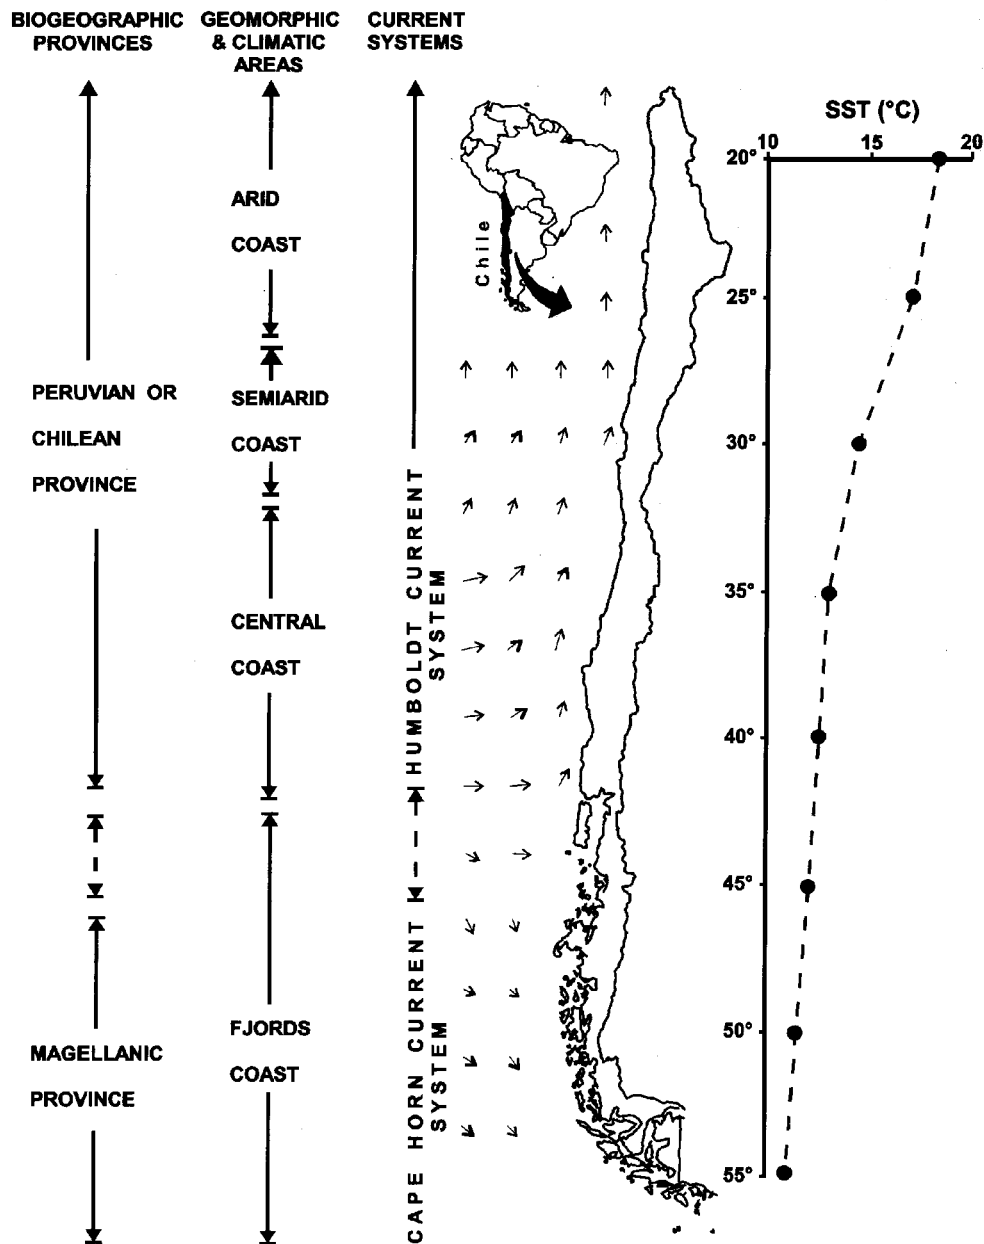 BIOGEOGRAPHIC
PROVINCES
GEOMORPHIC
& CLIMATIC
AREAS
CURRENT
SYSTEMS
PERUVIAN OR
CHILEAN
PROVINCE
MAGELLANIC
PROVINCE
ARID
COAST
SEMIARID
COAST
CENTRAL
COAST
FJORDS
COAST
HUMBOLDT CURRENT
SYSTEM
CAPE HORN CURRENT
SYSTEM
Chile
SST (°C)
10 15 20
20°
25°
30°
35°
40°
45°
50°
55°